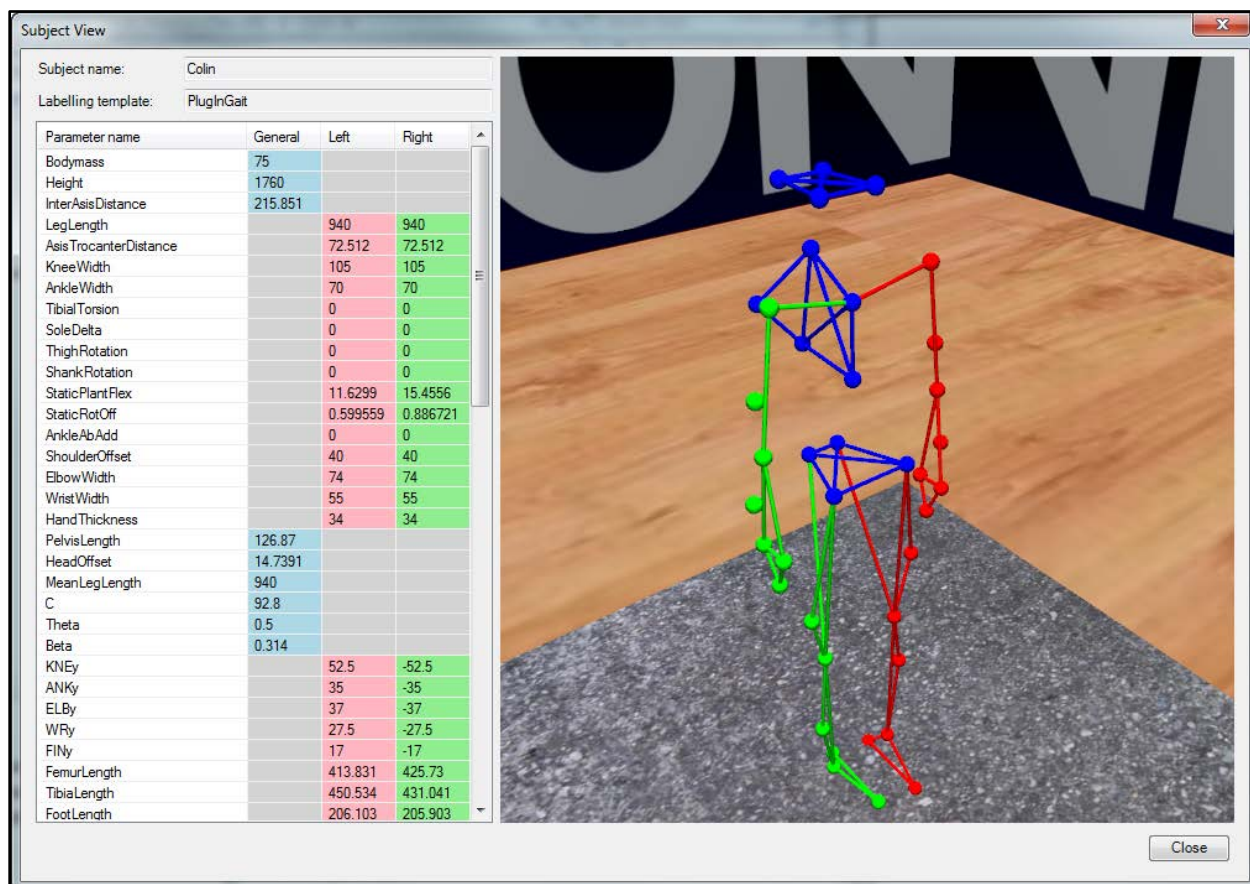 Subject View
Subject name: Colin
Labelling template: PlugInGait
Parameter name General Left Right
Bodymass 75
Height 1760
InterAsisDistance 215.851
LegLength 940 940
AsisTrocanterDistance 72.512 72.512
KneeWidth 105 105
AnkleWidth 70 70
TibialTorsion 0 0
SoleDelta 0 0
ThighRotation 0 0
ShankRotation 0 0
StaticPlantFlex 11.6299 15.4556
StaticRotOff 0.599559 0.886721
AnkleAbAdd 0 0
ShoulderOffset 40 40
ElbowWidth 74 74
WristWidth 55 55
HandThickness 34 34
PelvisLength 126.87
HeadOffset 14.7391
MeanLegLength 940
C 92.8
Theta 0.5
Beta 0.314
KNEy 52.5 -52.5
ANKy 35 -35
ELBy 37 -37
WRy 27.5 -27.5
FINy 17 -17
FemurLength 413.831 425.73
TibiaLength 450.534 431.041
FootLength 206.103 205.903
Close